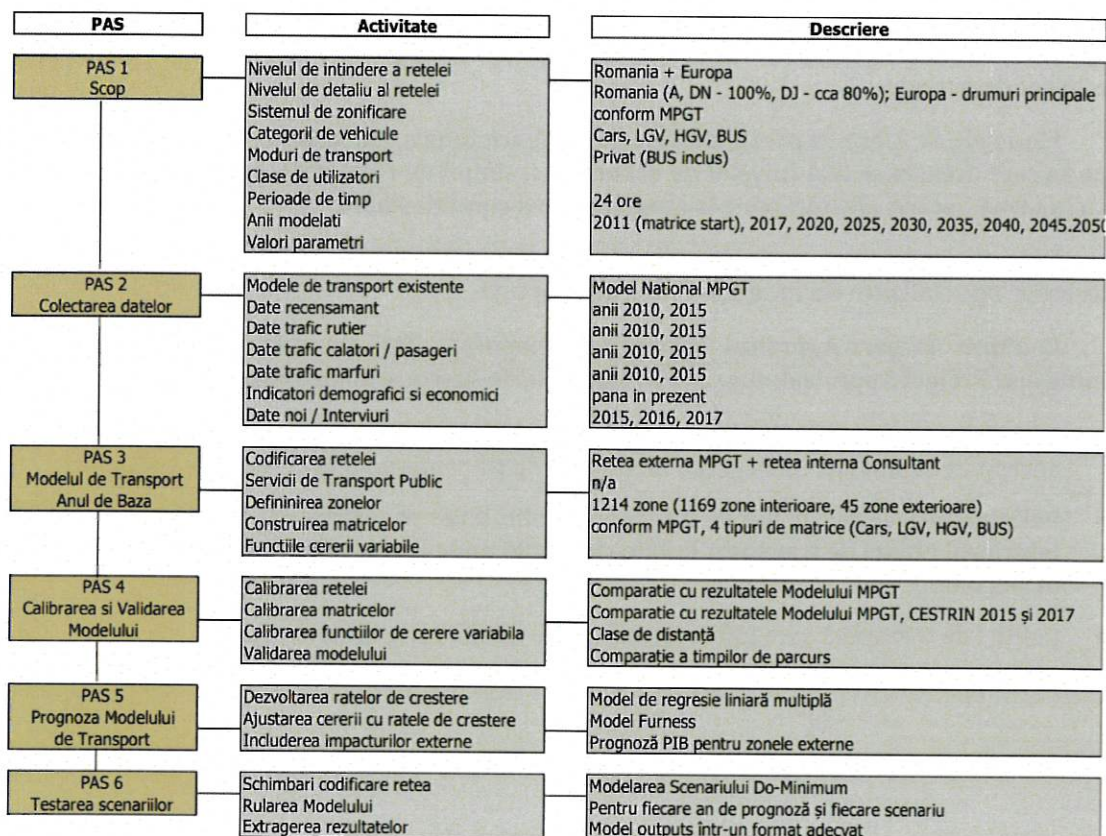 PAS
Activitate
Descriere
PAS 1
Scop
Nivelul de intindere a retelei
Nivelul de detaliu al retelei
Sistemul de zonificare
Categorii de vehicule
Moduri de transport
Clase de utilizatori
Perioade de timp
Anii modelati
Valori parametri
Romania + Europa
Romania (A, DN - 100%, DJ - cca 80%); Europa - drumuri principale
conform MPGT
Cars, LGV, HGV, BUS
Privat (BUS inclus)
24 ore
2011 (matrice start), 2017, 2020, 2025, 2030, 2035, 2040, 2045.2050
PAS 2
Colectarea datelor
Modele de transport existente
Date recensamant
Date trafic rutier
Date trafic calatori / pasageri
Date trafic marfuri
Indicatori demografici si economici
Date noi / Interviuri
Model National MPGT
anii 2010, 2015
anii 2010, 2015
anii 2010, 2015
anii 2010, 2015
pana in prezent
2015, 2016, 2017
PAS 3
Modelul de Transport
Anul de Baza
Codificarea retelei
Servicii de Transport Public
Defininirea zonelor
Construirea matricelor
Functiile cererii variabile
Retea externa MPGT + retea interna Consultant
n/a
1214 zone (1169 zone interioare, 45 zone exterioare)
conform MPGT, 4 tipuri de matrice (Cars, LGV, HGV, BUS)
PAS 4
Calibrarea si Validarea
Modelului
Calibrarea retelei
Calibrarea matricelor
Calibrarea functiilor de cerere variabila
Validarea modelului
Comparatie cu rezultatele Modelului MPGT
Comparatie cu rezultatele Modelului MPGT, CESTRIN 2015 și 2017
Clase de distanță
Comparație a timpilor de parcurs
PAS 5
Prognoza Modelului
de Transport
Dezvoltarea ratelor de crestere
Ajustarea cererii cu ratele de crestere
Includerea impacturilor externe
Model de regresie liniară multiplă
Model Furness
Prognoză PIB pentru zonele externe
PAS 6
Testarea scenariilor
Schimbari codificare retea
Rularea Modelului
Extragerea rezultatelor
Modelarea Scenariului Do-Minimum
Pentru fiecare an de prognoză și fiecare scenariu
Model outputs într-un format adecvat